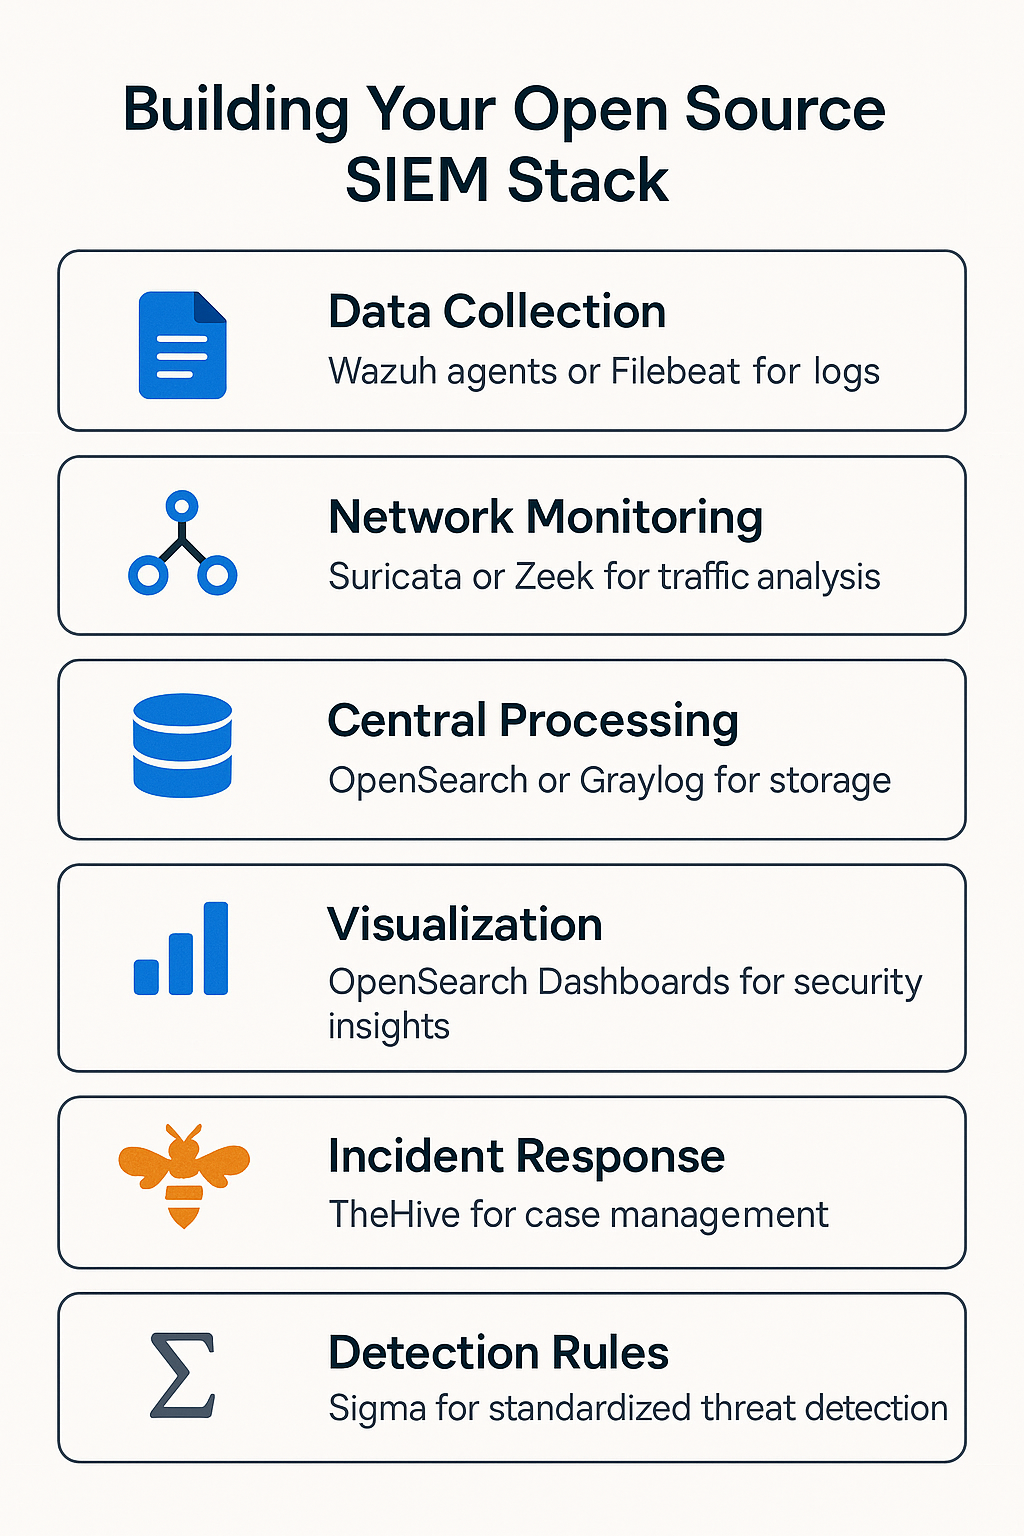 Building Your Open Source
SIEM Stack
Data Collection
Wazuh agents or Filebeat for logs
Network Monitoring
Suricata or Zeek for traffic analysis
Central Processing
OpenSearch or Graylog for storage
Visualization
OpenSearch Dashboards for security
insights
Incident Response
TheHive for case management
Σ
Detection Rules
Sigma for standardized threat detection